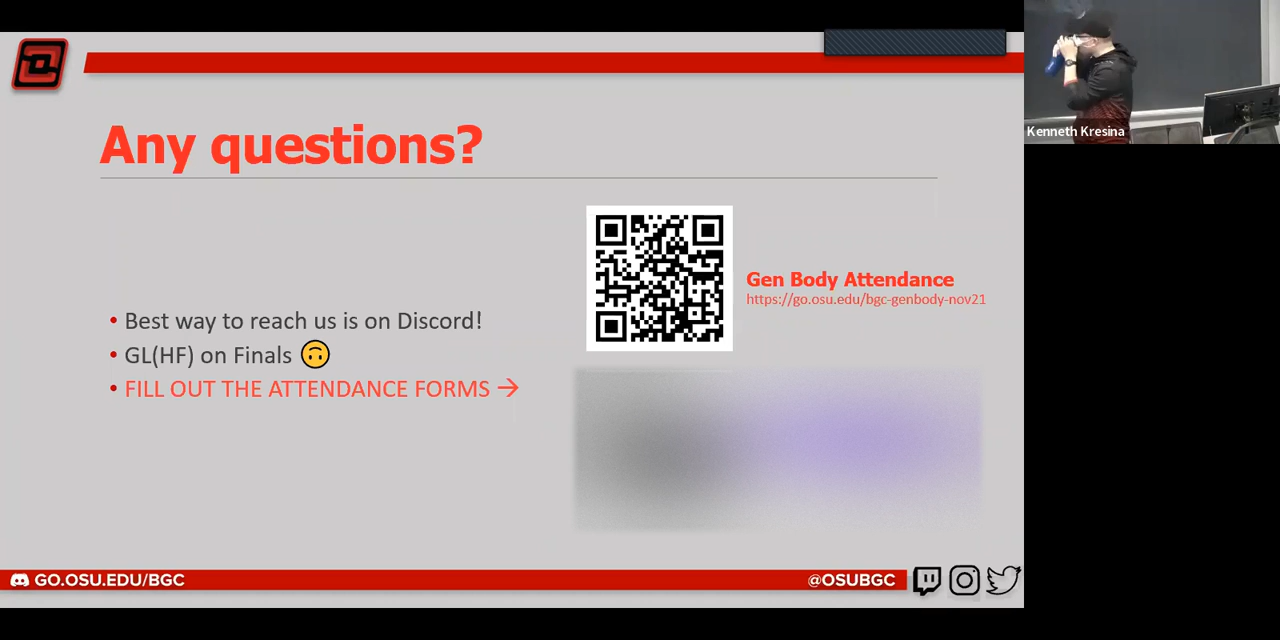 Any questions?
Gen Body Attendance
https://go.osu.edu/bgc-genbody-nov21
• Best way to reach us is on Discord!
• GL(HF) on Finals 🙃
• FILL OUT THE ATTENDANCE FORMS →
GO.OSU.EDU/BGC
@OSUBGC
Kenneth Kresina